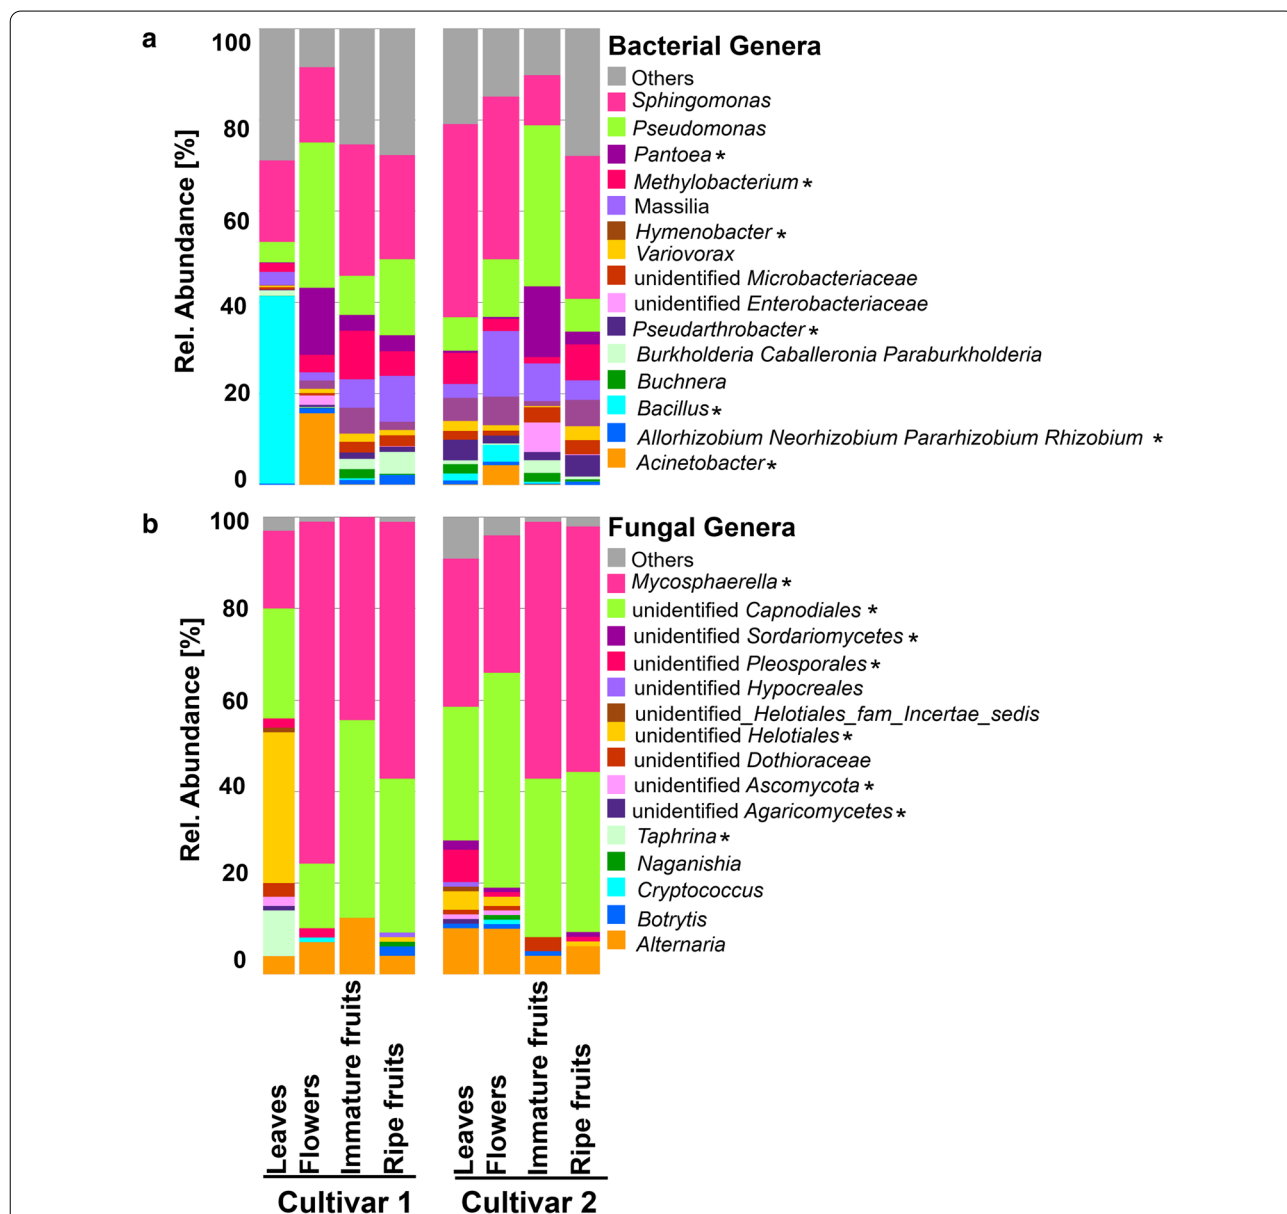 a
100
80
60
40
20
0
Rel. Abundance [%]
Bacterial Genera
Others
Sphingomonas
Pseudomonas
Pantoea *
Methylobacterium *
Massilia
Hymenobacter *
Variovorax
unidentified Microbacteriaceae
unidentified Enterobacteriaceae
Pseudarthrobacter *
Burkholderia Caballeronia Paraburkholderia
Buchnera
Bacillus *
Allorhizobium Neorhizobium Pararhizobium Rhizobium *
Acinetobacter *
b
100
80
60
40
20
0
Rel. Abundance [%]
Fungal Genera
Others
Mycosphaerella *
unidentified Capnodiales *
unidentified Sordariomycetes *
unidentified Pleosporales *
unidentified Hypocreales
unidentified_Helotiales_fam_Incertae_sedis
unidentified Helotiales *
unidentified Dothioraceae
unidentified Ascomycota *
unidentified Agaricomycetes *
Taphrina *
Naganishia
Cryptococcus
Botrytis
Alternaria
Leaves
Flowers
Immature fruits
Ripe fruits
Leaves
Flowers
Immature fruits
Ripe fruits
Cultivar 1
Cultivar 2